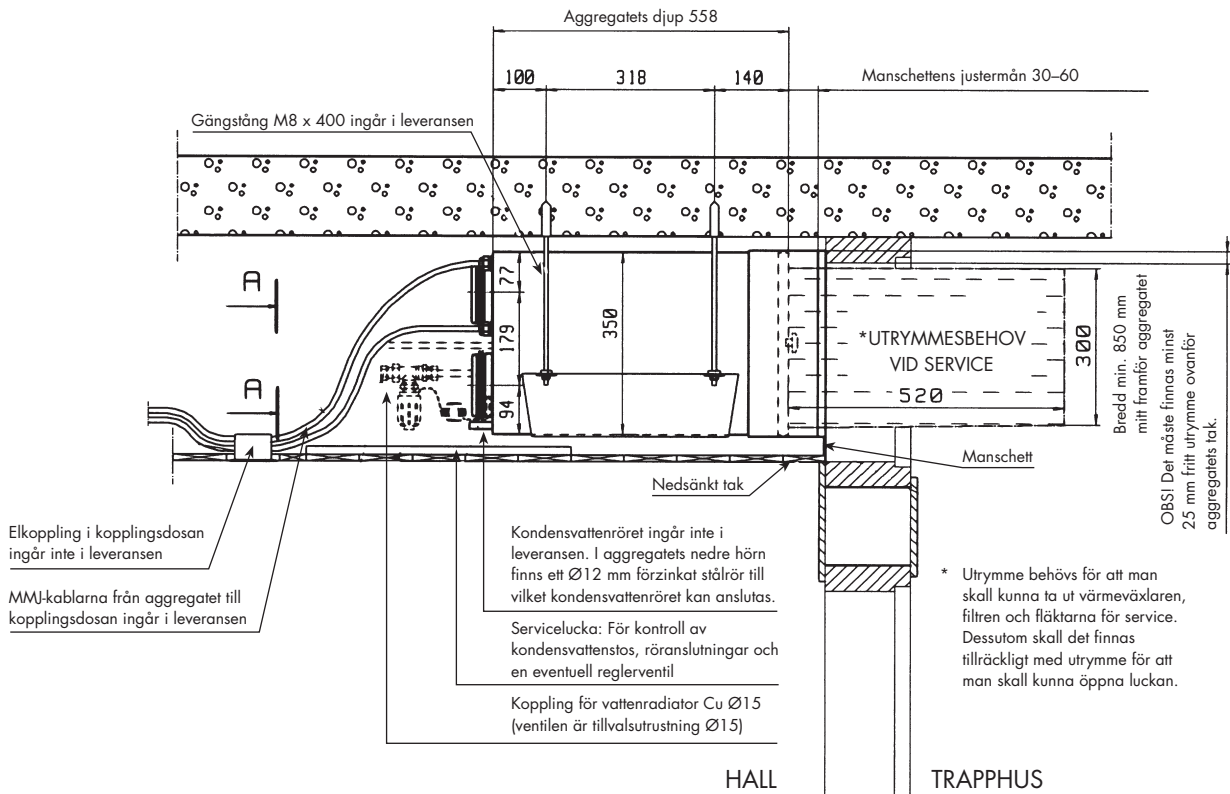 Aggregatets djup 558
100
318
140
Manschettens justermån 30–60
Gängstång M8 x 400 ingår i leveransen
A
A
77
179
94
350
*UTRYMMESBEHOV
VID SERVICE
520
300
Bredd min. 850 mm
mitt framför aggregatet
OBS! Det måste finnas minst
25 mm fritt utrymme ovanför
aggregatets tak.
Manschett
Nedsänkt tak
Elkoppling i kopplingsdosan
ingår inte i leveransen
MMJ-kablarna från aggregatet till
kopplingsdosan ingår i leveransen
Kondensvattenröret ingår inte i
leveransen. I aggregatets nedre hörn
finns ett Ø12 mm förzinkat stålrör till
vilket kondensvattenröret kan anslutas.
Servicelucka: För kontroll av
kondensvattenstos, röranslutningar och
en eventuell reglerventil
Koppling för vattenradiator Cu Ø15
(ventilen är tillvalsutrustning Ø15)
* Utrymme behövs för att man
skall kunna ta ut värmeväxlaren,
filtren och fläktarna för service.
Dessutom skall det finnas
tillräckligt med utrymme för att
man skall kunna öppna luckan.
HALL
TRAPPHUS